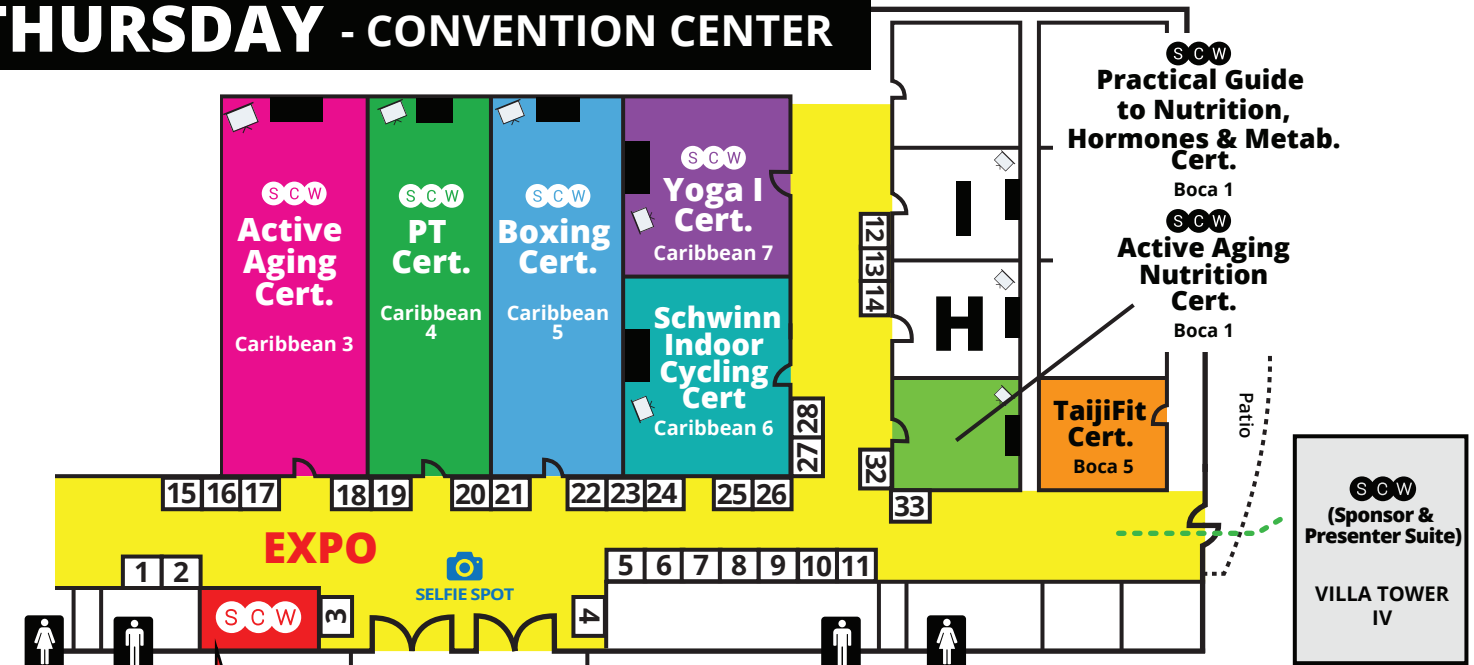 THURSDAY - CONVENTION CENTER
SCW
Practical Guide
to Nutrition,
Hormones & Metab.
Cert.
Boca 1
SCW
Active Aging
Nutrition
Cert.
Boca 1
SCW
Active
Aging
Cert.
Caribbean 3
SCW
PT
Cert.
Caribbean
4
SCW
Boxing
Cert.
Caribbean
5
SCW
Yoga I
Cert.
Caribbean 7
Schwinn
Indoor
Cycling
Cert
Caribbean 6
I
H
12
13
14
28
27
32
33
TaijiFit
Cert.
Boca 5
Patio
SCW
(Sponsor &
Presenter Suite)
VILLA TOWER
IV
15 16 17 18 19 20 21 22 23 24 25 26
EXPO
SELFIE SPOT
1 2
5 6 7 8 9 10 11
SCW
3
4